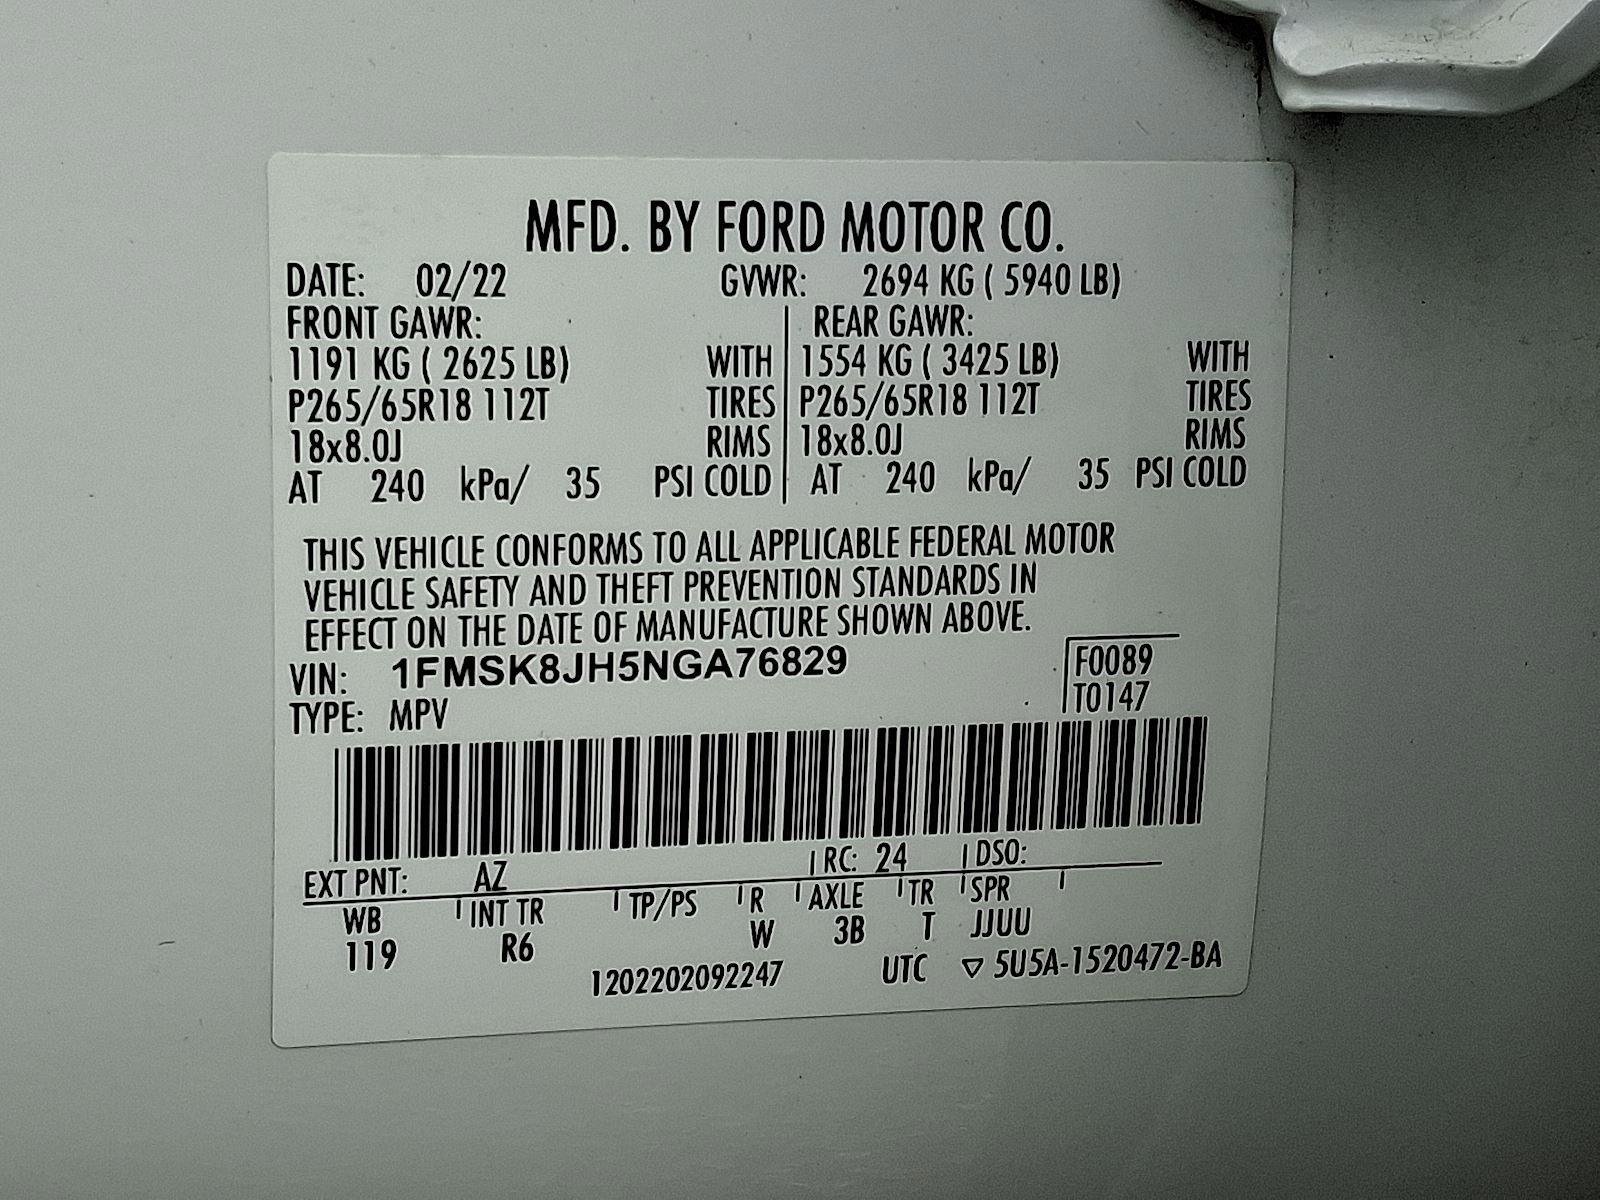 MFD. BY FORD MOTOR CO.
DATE: 02/22 GVWR: 2694 KG ( 5940 LB)
FRONT GAWR: REAR GAWR:
1191 KG ( 2625 LB) WITH 1554 KG ( 3425 LB) WITH
P265/65R18 112T TIRES P265/65R18 112T TIRES
18x8.0J RIMS 18x8.0J RIMS
AT 240 kPa/ 35 PSI COLD AT 240 kPa/ 35 PSI COLD
THIS VEHICLE CONFORMS TO ALL APPLICABLE FEDERAL MOTOR
VEHICLE SAFETY AND THEFT PREVENTION STANDARDS IN
EFFECT ON THE DATE OF MANUFACTURE SHOWN ABOVE.
VIN: 1FMSK8JH5NGA76829 F0089
TYPE: MPV T0147
EXT PNT: AZ RC: 24 DSO:
WB INT TR TP/PS R AXLE TR SPR
119 R6 W 3B T JJUU
1202202092247 UTC ▽ 5U5A-1520472-BA